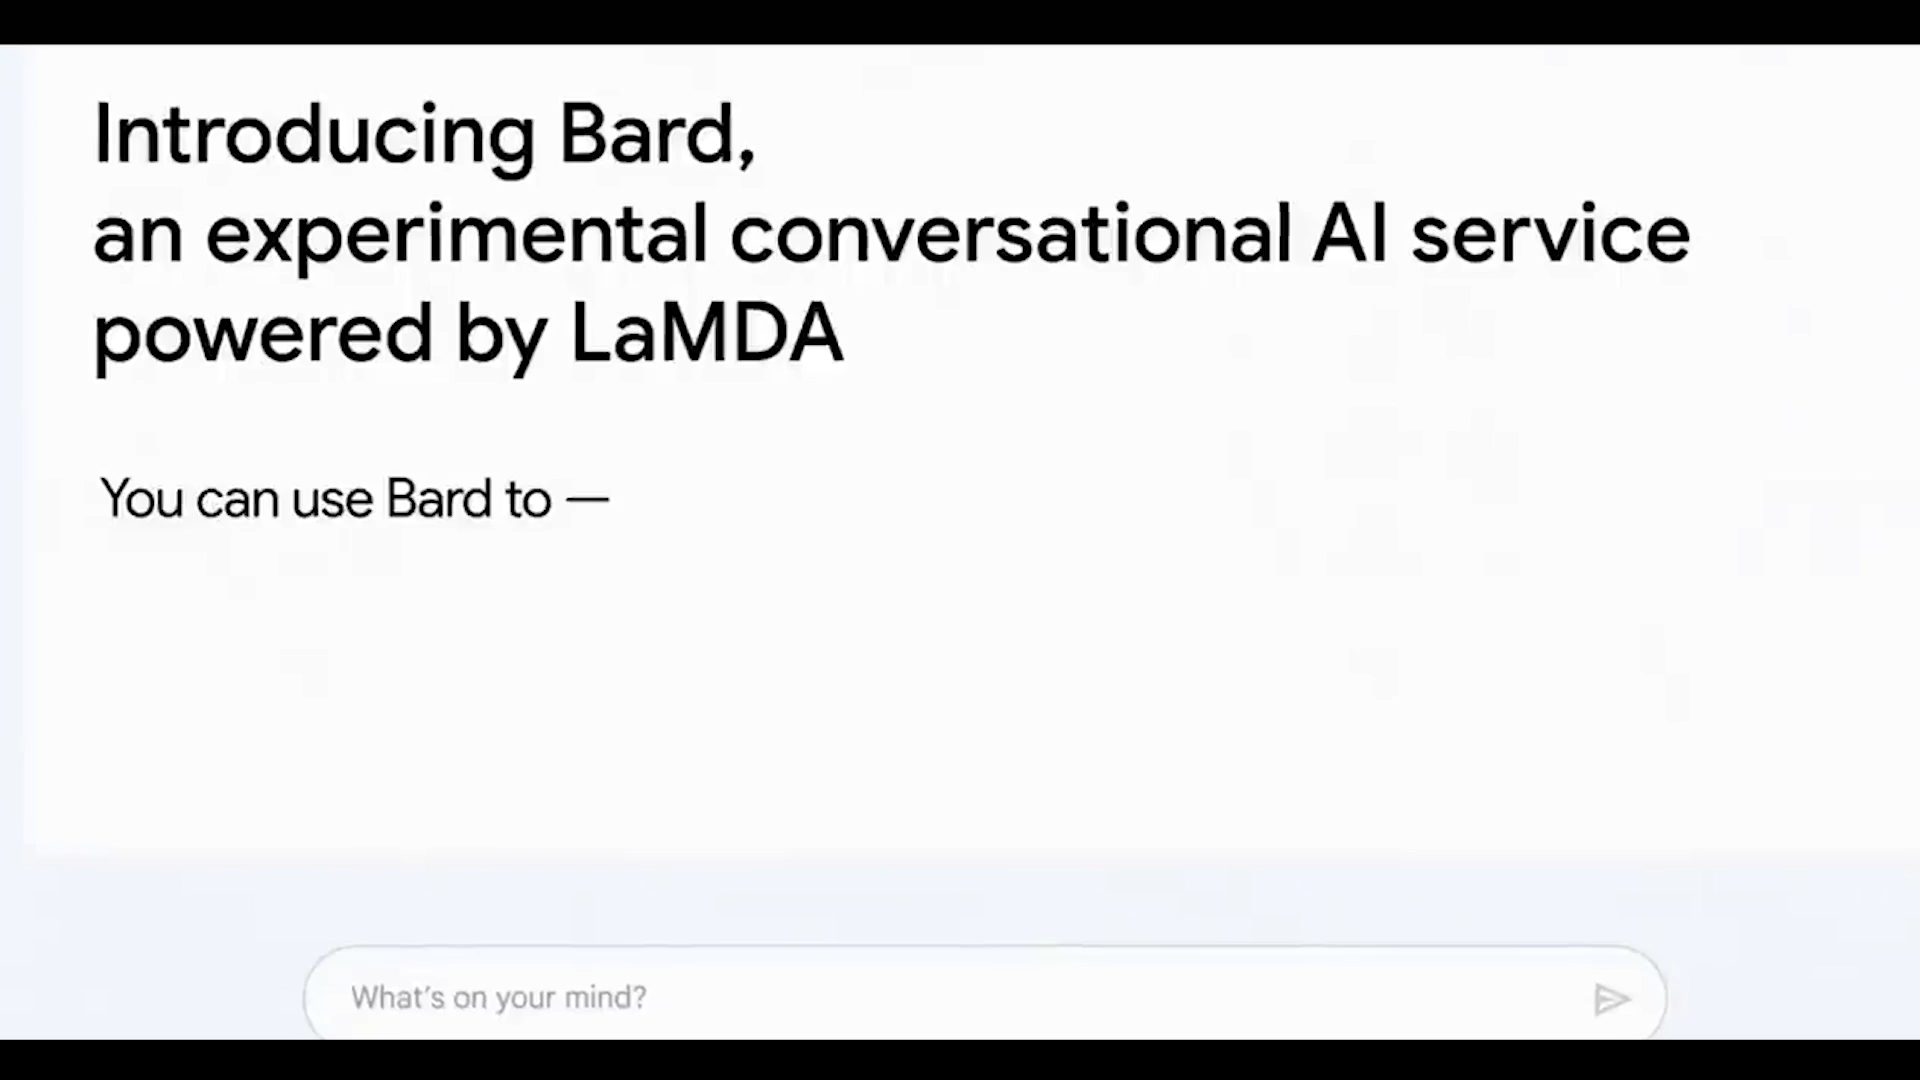 Introducing Bard,
an experimental conversational AI service
powered by LaMDA
You can use Bard to —
What's on your mind?